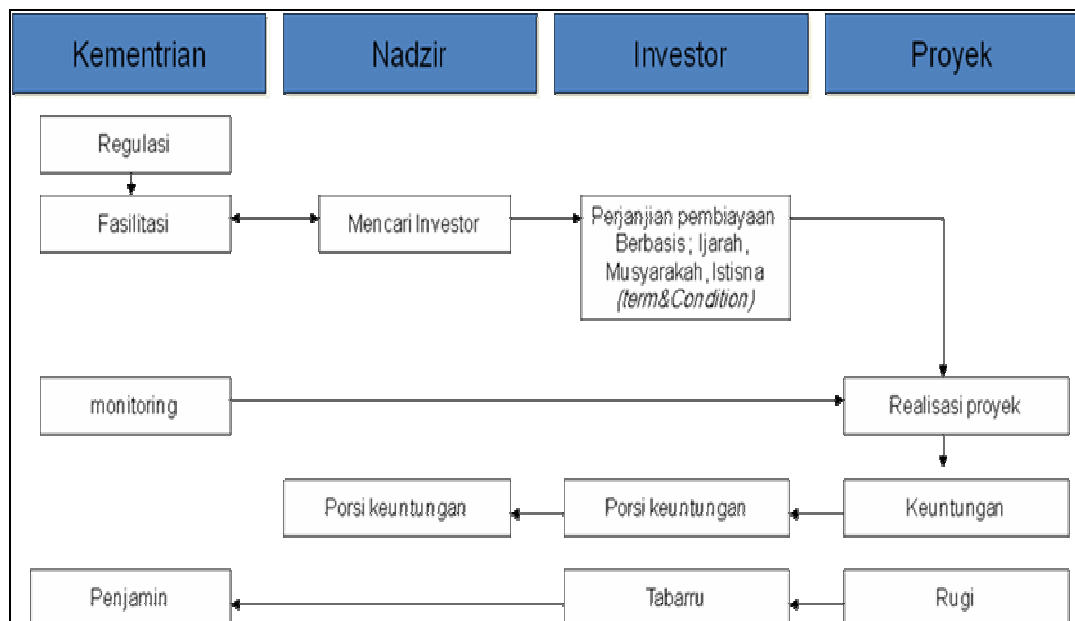 Kementrian
Nadzir
Investor
Proyek
Regulasi
Fasilitasi
Mencari Investor
Perjanjian pembiayaan
Berbasis; Ijarah,
Musyarakah, Istisna
(term&Condition)
monitoring
Realisasi proyek
Porsi keuntungan
Porsi keuntungan
Keuntungan
Penjamin
Tabarru
Rugi